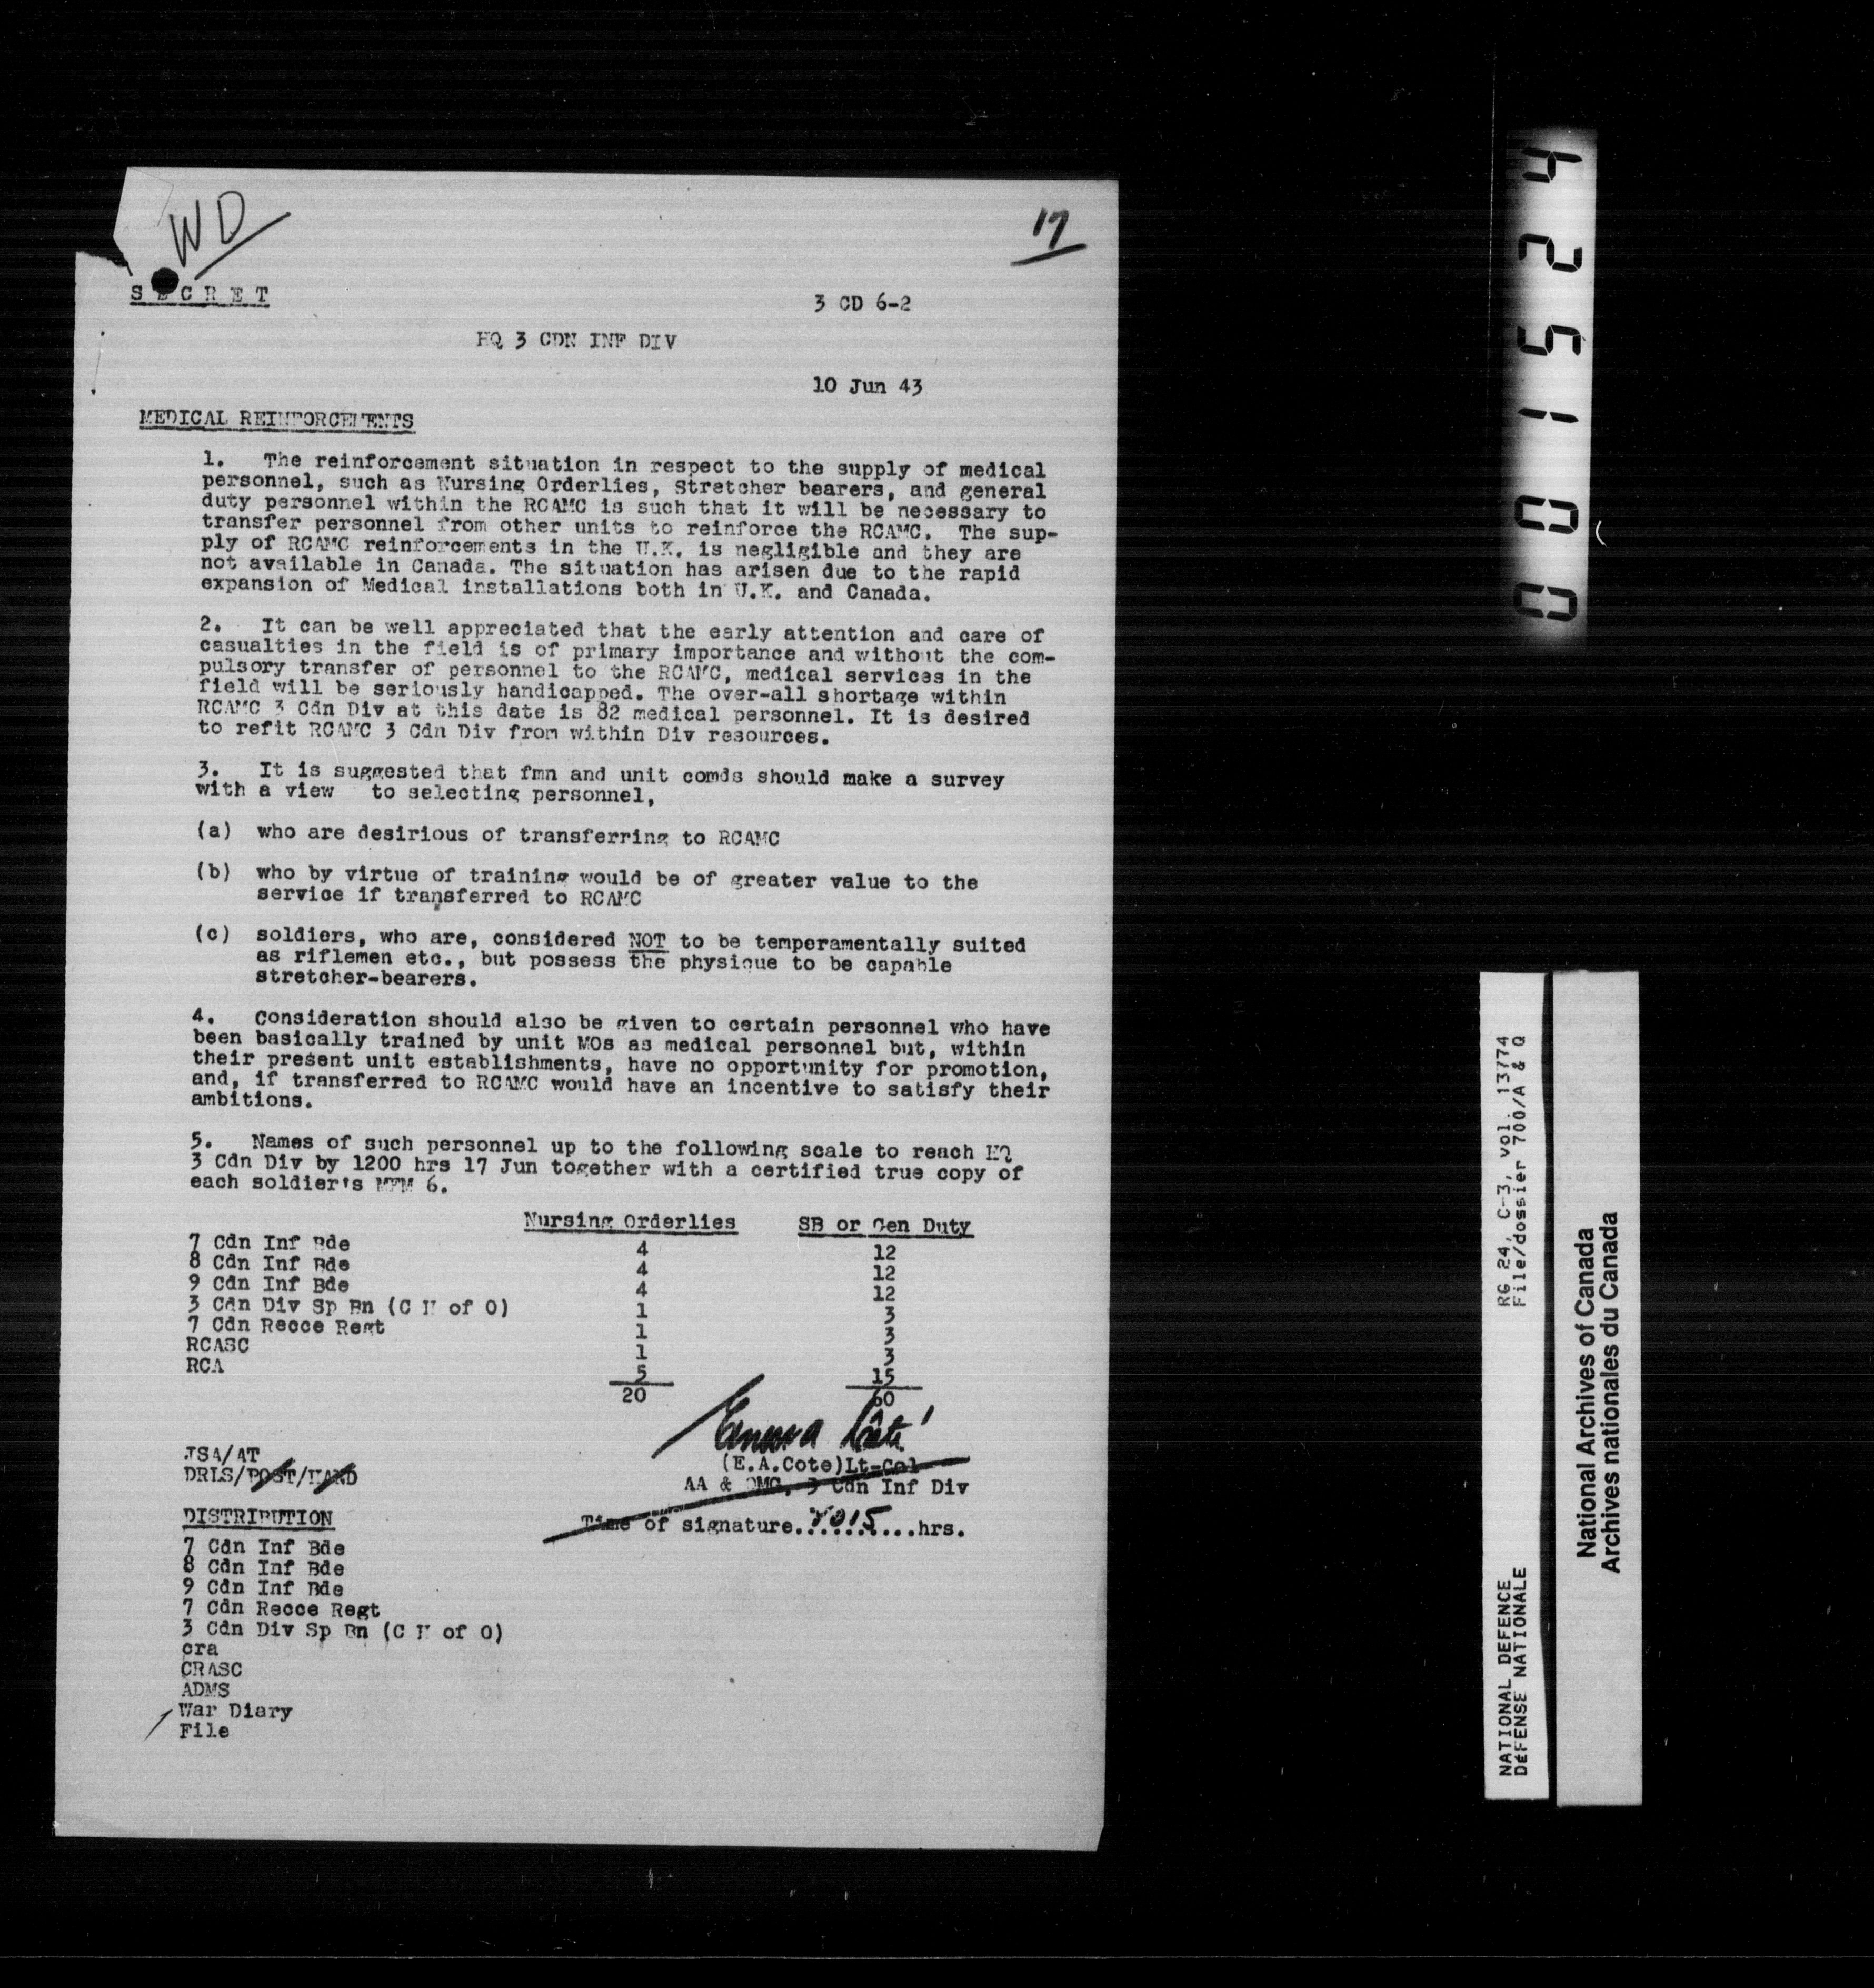 WD
17
S E C R E T
3 CD 6-2
HQ 3 CDN INF DIV
10 Jun 43
MEDICAL REINFORCEMENTS
1. The reinforcement situation in respect to the supply of medical
personnel, such as Nursing Orderlies, Stretcher bearers, and general
duty personnel within the RCAMC is such that it will be necessary to
transfer personnel from other units to reinforce the RCAMC. The sup-
ply of RCAMC reinforcements in the U.K. is negligible and they are
not available in Canada. The situation has arisen due to the rapid
expansion of Medical installations both in U.K. and Canada.
2. It can be well appreciated that the early attention and care of
casualties in the field is of primary importance and without the com-
pulsory transfer of personnel to the RCAMC, medical services in the
field will be seriously handicapped. The over-all shortage within
RCAMC 3 Cdn Div at this date is 82 medical personnel. It is desired
to refit RCAMC 3 Cdn Div from within Div resources.
3. It is suggested that fmn and unit comds should make a survey
with a view to selecting personnel,
(a) who are desirious of transferring to RCAMC
(b) who by virtue of training would be of greater value to the
service if transferred to RCAMC
(c) soldiers, who are, considered NOT to be temperamentally suited
as riflemen etc., but possess the physique to be capable
stretcher-bearers.
4. Consideration should also be given to certain personnel who have
been basically trained by unit MOs as medical personnel but, within
their present unit establishments, have no opportunity for promotion,
and, if transferred to RCAMC would have an incentive to satisfy their
ambitions.
5. Names of such personnel up to the following scale to reach HQ
3 Cdn Div by 1200 hrs 17 Jun together with a certified true copy of
each soldier's MFM 6.
Nursing Orderlies SB or Gen Duty
7 Cdn Inf Bde 4 12
8 Cdn Inf Bde 4 12
9 Cdn Inf Bde 4 12
3 Cdn Div Sp Bn (C H of O) 1 3
7 Cdn Recce Regt 1 3
RCASC 1 3
RCA 5 15
20 60
JSA/AT
DRLS/POST/HAND
(E.A.Cote)Lt-Col
AA & QMG, 3 Cdn Inf Div
Time of signature...........hrs.
DISTRIBUTION
7 Cdn Inf Bde
8 Cdn Inf Bde
9 Cdn Inf Bde
7 Cdn Recce Regt
3 Cdn Div Sp Bn (C H of O)
cra
CRASC
ADMS
War Diary
File
0 0 1 5 2 4
NATIONAL DEFENCE RG 24, C-3, vol. 13774
DÉFENSE NATIONALE File/dossier 700/A & Q
National Archives of Canada
Archives nationales du Canada